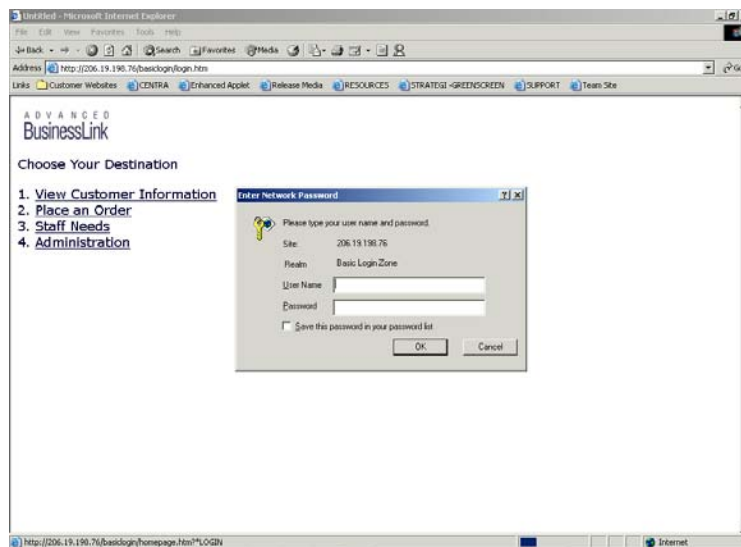 Untitled - Microsoft Internet Explorer
File Edit View Favorites Tools Help
Back Search Favorites Media
Address http://206.19.198.76/basiclogin/login.htm
Links Customer Websites CENTRA Enhanced Applet Release Media RESOURCES STRATEGI -GREENSCREEN SUPPORT Team Site
ADVANCED
BusinessLink
Choose Your Destination
1. View Customer Information
2. Place an Order
3. Staff Needs
4. Administration
Enter Network Password
Please type your user name and password.
Site: 206.19.198.76
Realm Basic Login Zone
User Name
Password
Save this password in your password list
OK Cancel
http://206.19.198.76/basiclogin/homepage.htm?*LOGIN Internet